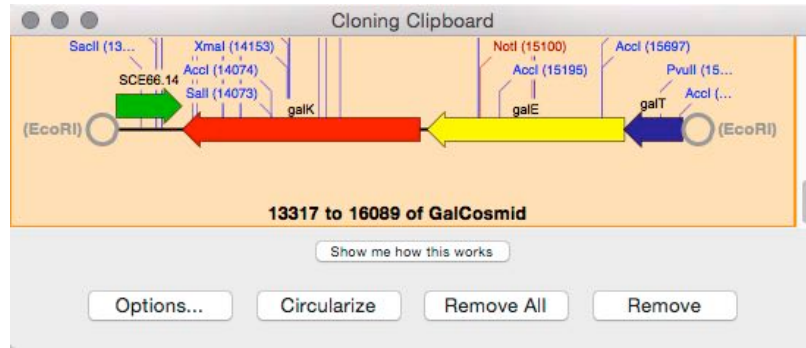 Cloning Clipboard
SacII (13... XmaI (14153) NotI (15100) AccI (15697)
SCE66.14 AccI (14074) AccI (15195) PvuII (15...
SalI (14073) galK galE galT AccI (...
(EcoRI) (EcoRI)
13317 to 16089 of GalCosmid
Show me how this works
Options... Circularize Remove All Remove